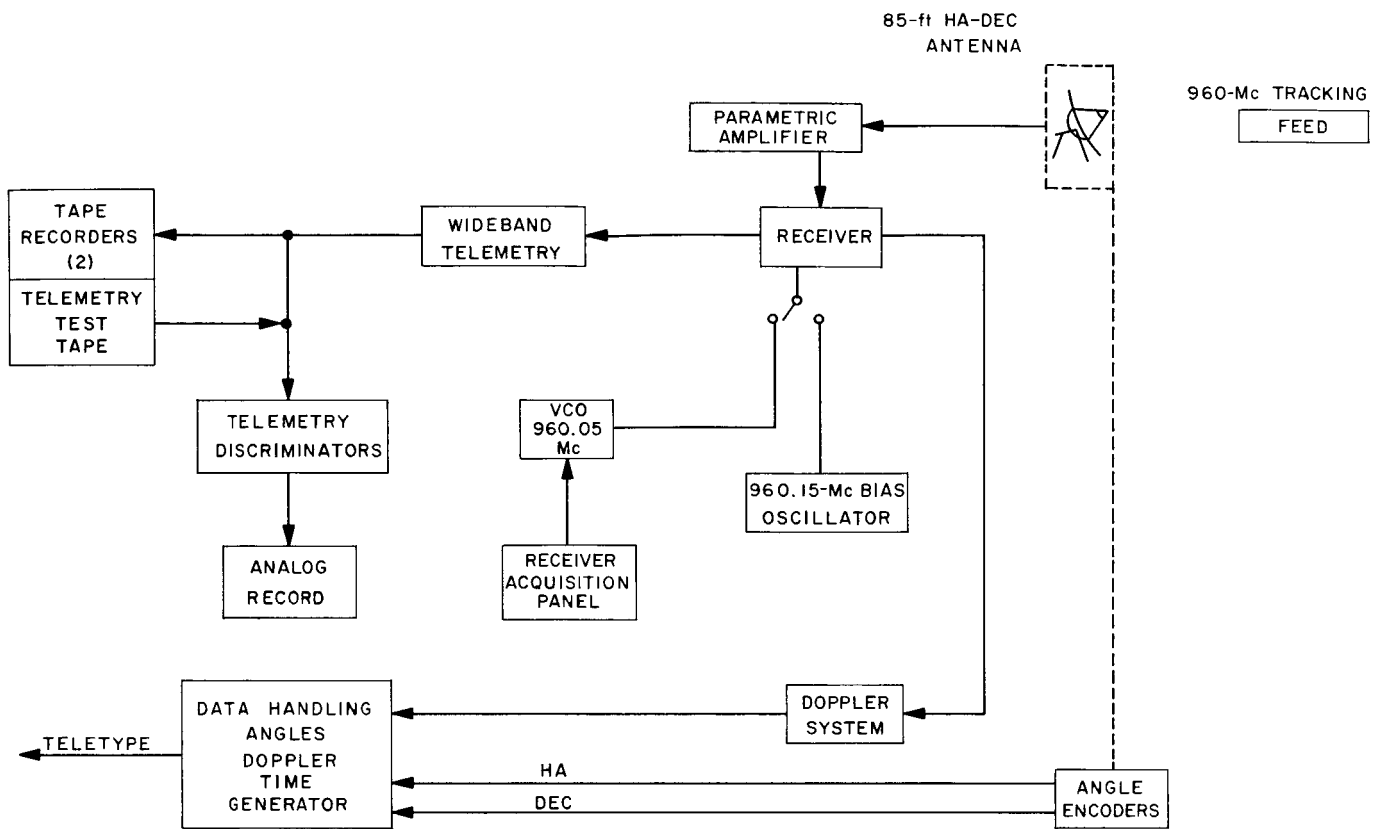 85-ft HA-DEC
ANTENNA
960-Mc TRACKING
FEED
PARAMETRIC
AMPLIFIER
TAPE
RECORDERS
(2)
WIDEBAND
TELEMETRY
RECEIVER
TELEMETRY
TEST
TAPE
TELEMETRY
DISCRIMINATORS
VCO
960.05
Mc
960.15-Mc BIAS
OSCILLATOR
ANALOG
RECORD
RECEIVER
ACQUISITION
PANEL
DATA HANDLING
ANGLES
DOPPLER
TIME
GENERATOR
DOPPLER
SYSTEM
TELETYPE
HA
DEC
ANGLE
ENCODERS